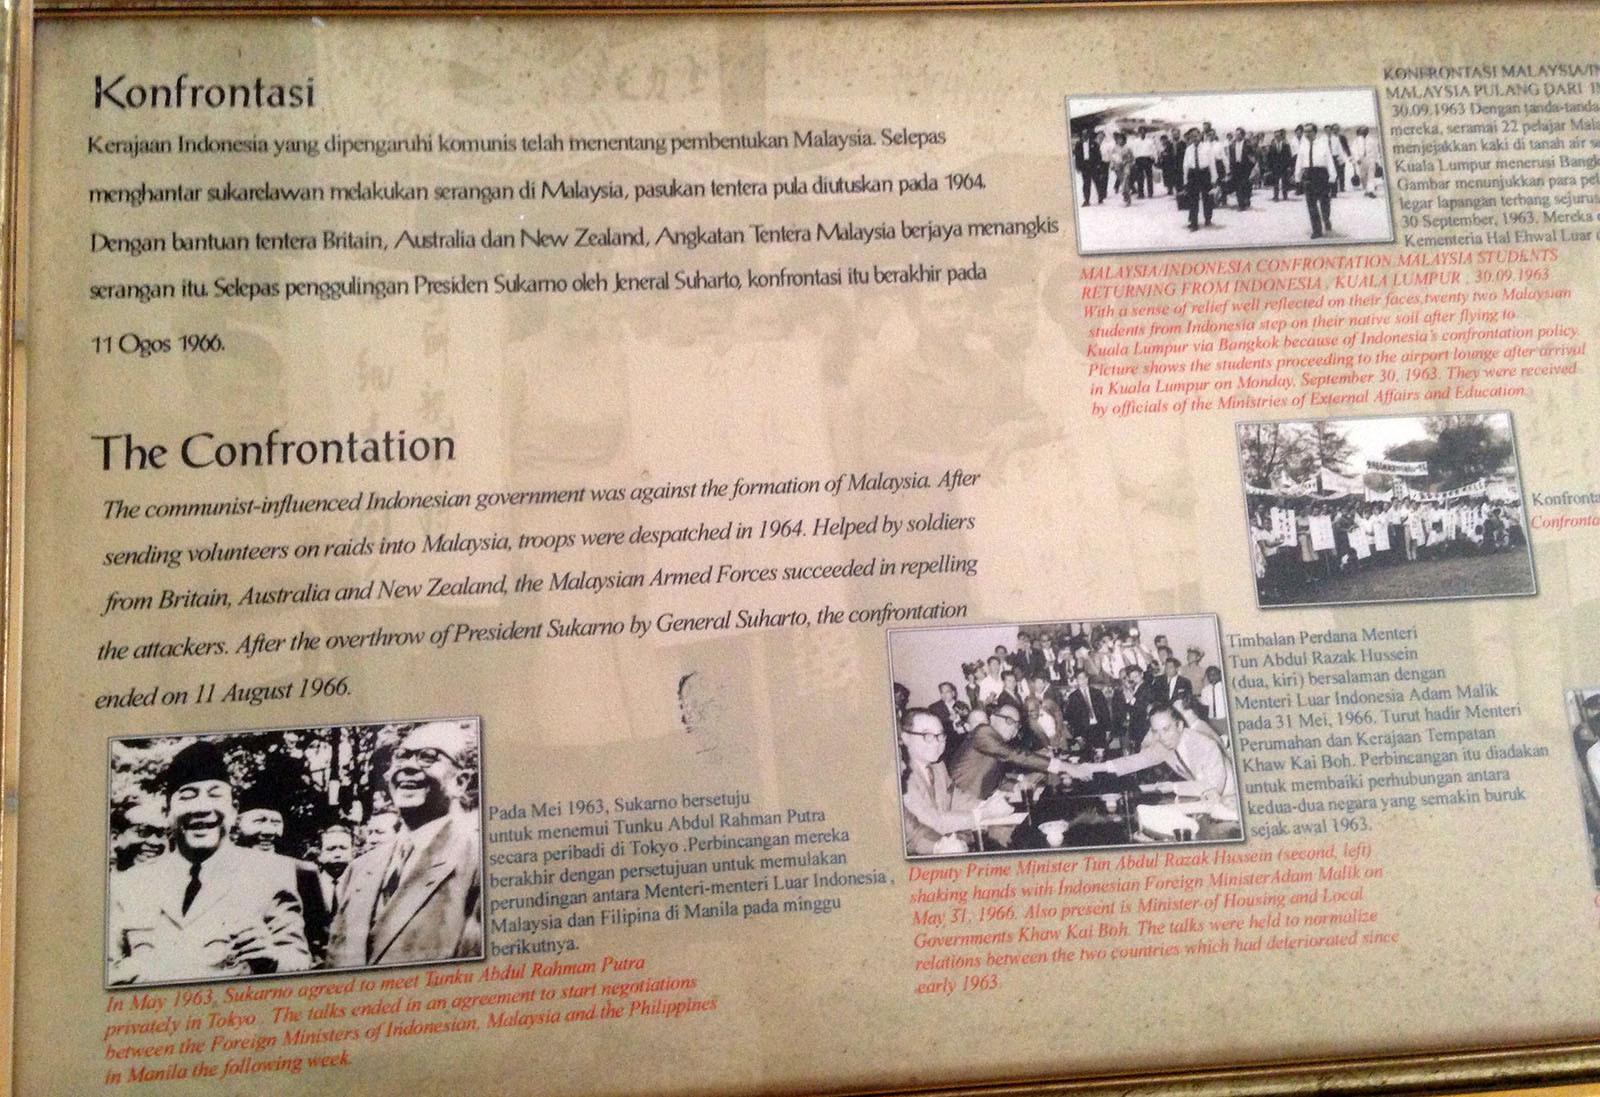 Konfrontasi
Kerajaan Indonesia yang dipengaruhi komunis telah menentang pembentukan Malaysia. Selepas
menghantar sukarelawan melakukan serangan di Malaysia, pasukan tentera pula diutuskan pada 1964.
Dengan bantuan tentera Britain, Australia dan New Zealand, Angkatan Tentera Malaysia berjaya menangkis
serangan itu. Selepas penggulingan Presiden Sukarno oleh Jeneral Suharto, konfrontasi itu berakhir pada
11 Ogos 1966.
The Confrontation
The communist-influenced Indonesian government was against the formation of Malaysia. After
sending volunteers on raids into Malaysia, troops were despatched in 1964. Helped by soldiers
from Britain, Australia and New Zealand, the Malaysian Armed Forces succeeded in repelling
the attackers. After the overthrow of President Sukarno by General Suharto, the confrontation
ended on 11 August 1966.
Pada Mei 1963, Sukarno bersetuju
untuk menemui Tunku Abdul Rahman Putra
secara peribadi di Tokyo .Perbincangan mereka
berakhir dengan persetujuan untuk memulakan
perundingan antara Menteri-menteri Luar Indonesia ,
Malaysia dan Filipina di Manila pada minggu
berikutnya.
In May 1963, Sukarno agreed to meet Tunku Abdul Rahman Putra
privately in Tokyo . The talks ended in an agreement to start negotiations
between the Foreign Ministers of Indonesian, Malaysia and the Philippines
in Manila the following week.
KONFRONTASI MALAYSIA/IN
MALAYSIA PULANG DARI IN
30.09.1963 Dengan tanda-tanda
mereka, seramai 22 pelajar Mala
menjejakkan kaki di tanah air se
Kuala Lumpur menerusi Bangk
Gambar menunjukkan para pel
legar lapangan terbang sejurus
30 September, 1963. Mereka
Kementeria Hal Ehwal Luar
MALAYSIA/INDONESIA CONFRONTATION MALAYSIA STUDENTS
RETURNING FROM INDONESIA , KUALA LUMPUR , 30.09.1963
With a sense of relief well reflected on their faces,twenty two Malaysian
students from Indonesia step on their native soil after flying to
Kuala Lumpur via Bangkok because of Indonesia's confrontation policy.
Picture shows the students proceeding to the airport lounge after arrival
in Kuala Lumpur on Monday, September 30, 1963. They were received
by officials of the Ministries of External Affairs and Education.
Konfronta
Confronta
Timbalan Perdana Menteri
Tun Abdul Razak Hussein
(dua, kiri) bersalaman dengan
Menteri Luar Indonesia Adam Malik
pada 31 Mei, 1966. Turut hadir Menteri
Perumahan dan Kerajaan Tempatan
Khaw Kai Boh. Perbincangan itu diadakan
untuk membaiki perhubungan antara
kedua-dua negara yang semakin buruk
sejak awal 1963.
Deputy Prime Minister Tun Abdul Razak Hussein (second, left)
shaking hands with Indonesian Foreign MinisterAdam Malik on
May 31, 1966. Also present is Minister of Housing and Local
Governments Khaw Kai Boh. The talks were held to normalize
relations between the two countries which had deteriorated since
early 1963.